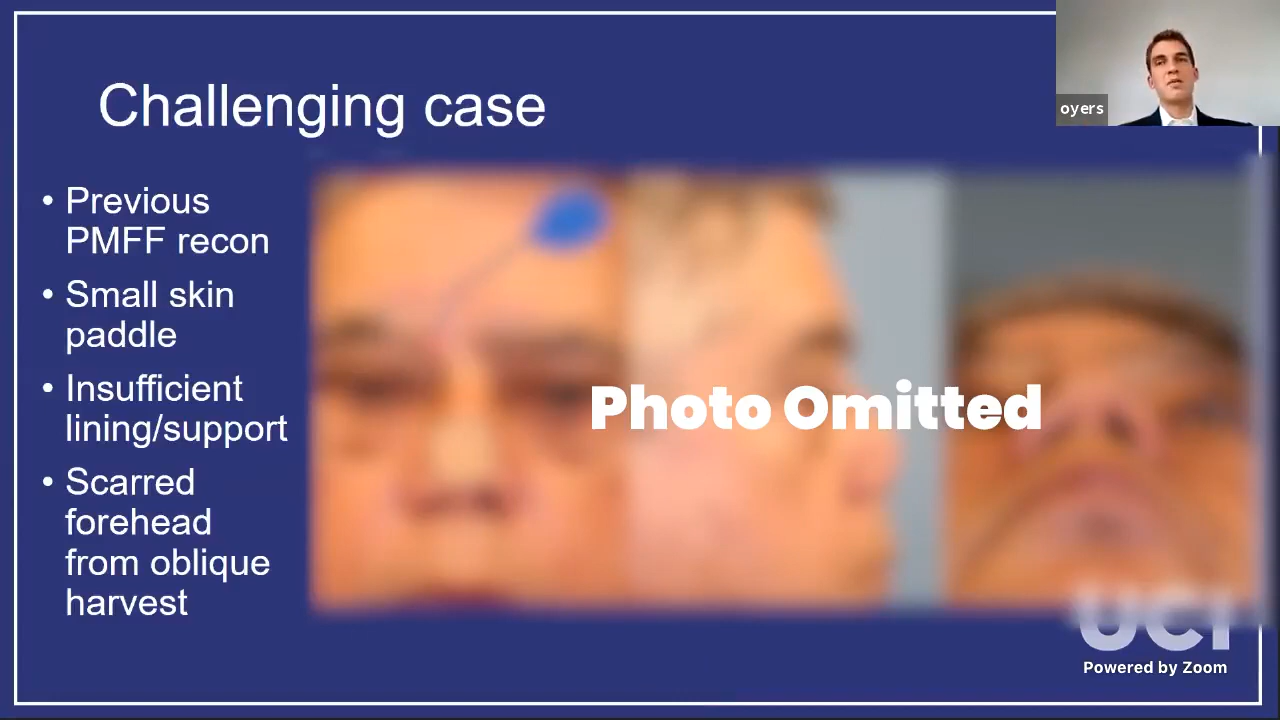 Challenging case
oyers
• Previous
PMFF recon
• Small skin
paddle
• Insufficient
lining/support
• Scarred
forehead
from oblique
harvest
Photo Omitted
UCI
Powered by Zoom